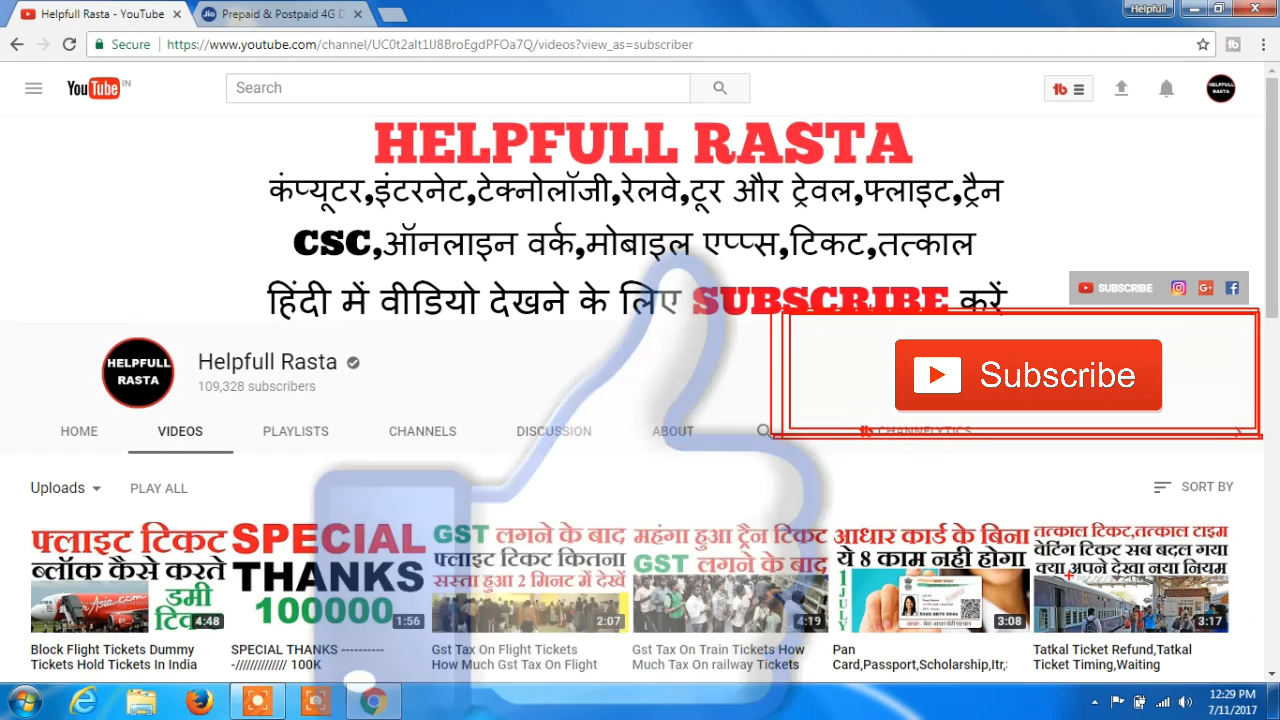 Helpfull Rasta - YouTube
Prepaid & Postpaid 4G D
Helpfull
Secure
https://www.youtube.com/channel/UC0t2aIt1IJ8BroEgdPFOa7Q/videos?view_as=subscriber
YouTube IN
Search
HELPFULL RASTA
कंप्यूटर,इंटरनेट,टेक्नोलॉजी,रेलवे,टूर और ट्रेवल,फ्लाइट,ट्रैन
CSC,ऑनलाइन वर्क,मोबाइल एप्प्स,टिकट,तत्काल
हिंदी में वीडियो देखने के लिए SUBSCRIBE करें
SUBSCRIBE
HELPFULL RASTA
Helpfull Rasta
109,328 subscribers
Subscribe
HOME VIDEOS PLAYLISTS CHANNELS DISCUSSION ABOUT CHANNELYTICS
Uploads PLAY ALL SORT BY
फ्लाइट टिकट
ब्लॉक कैसे करते
डमी
4:48
SPECIAL
THANKS
100000
1:56
GST लगने के बाद
फ्लाइट टिकट कितना
सस्ता हुआ 2 मिनट में देखें
2:07
महंगा हुआ ट्रैन टिकट
GST लगने के बाद
4:19
आधार कार्ड के बिना
ये 8 काम नही होगा
1 JULY
3:08
तत्काल टिकट,तत्काल टाइम
वेटिंग टिकट सब बदल गया
क्या अपने देखा नया नियम
3:17
Block Flight Tickets Dummy
Tickets Hold Tickets In India
SPECIAL THANKS ----------
-///////////// 100K
Gst Tax On Flight Tickets
How Much Gst Tax On Flight
Gst Tax On Train Tickets How
Much Tax On railway Tickets
Pan
Card,Passport,Scholarship,Itr,
Tatkal Ticket Refund,Tatkal
Ticket Timing,Waiting
12:29 PM
7/11/2017